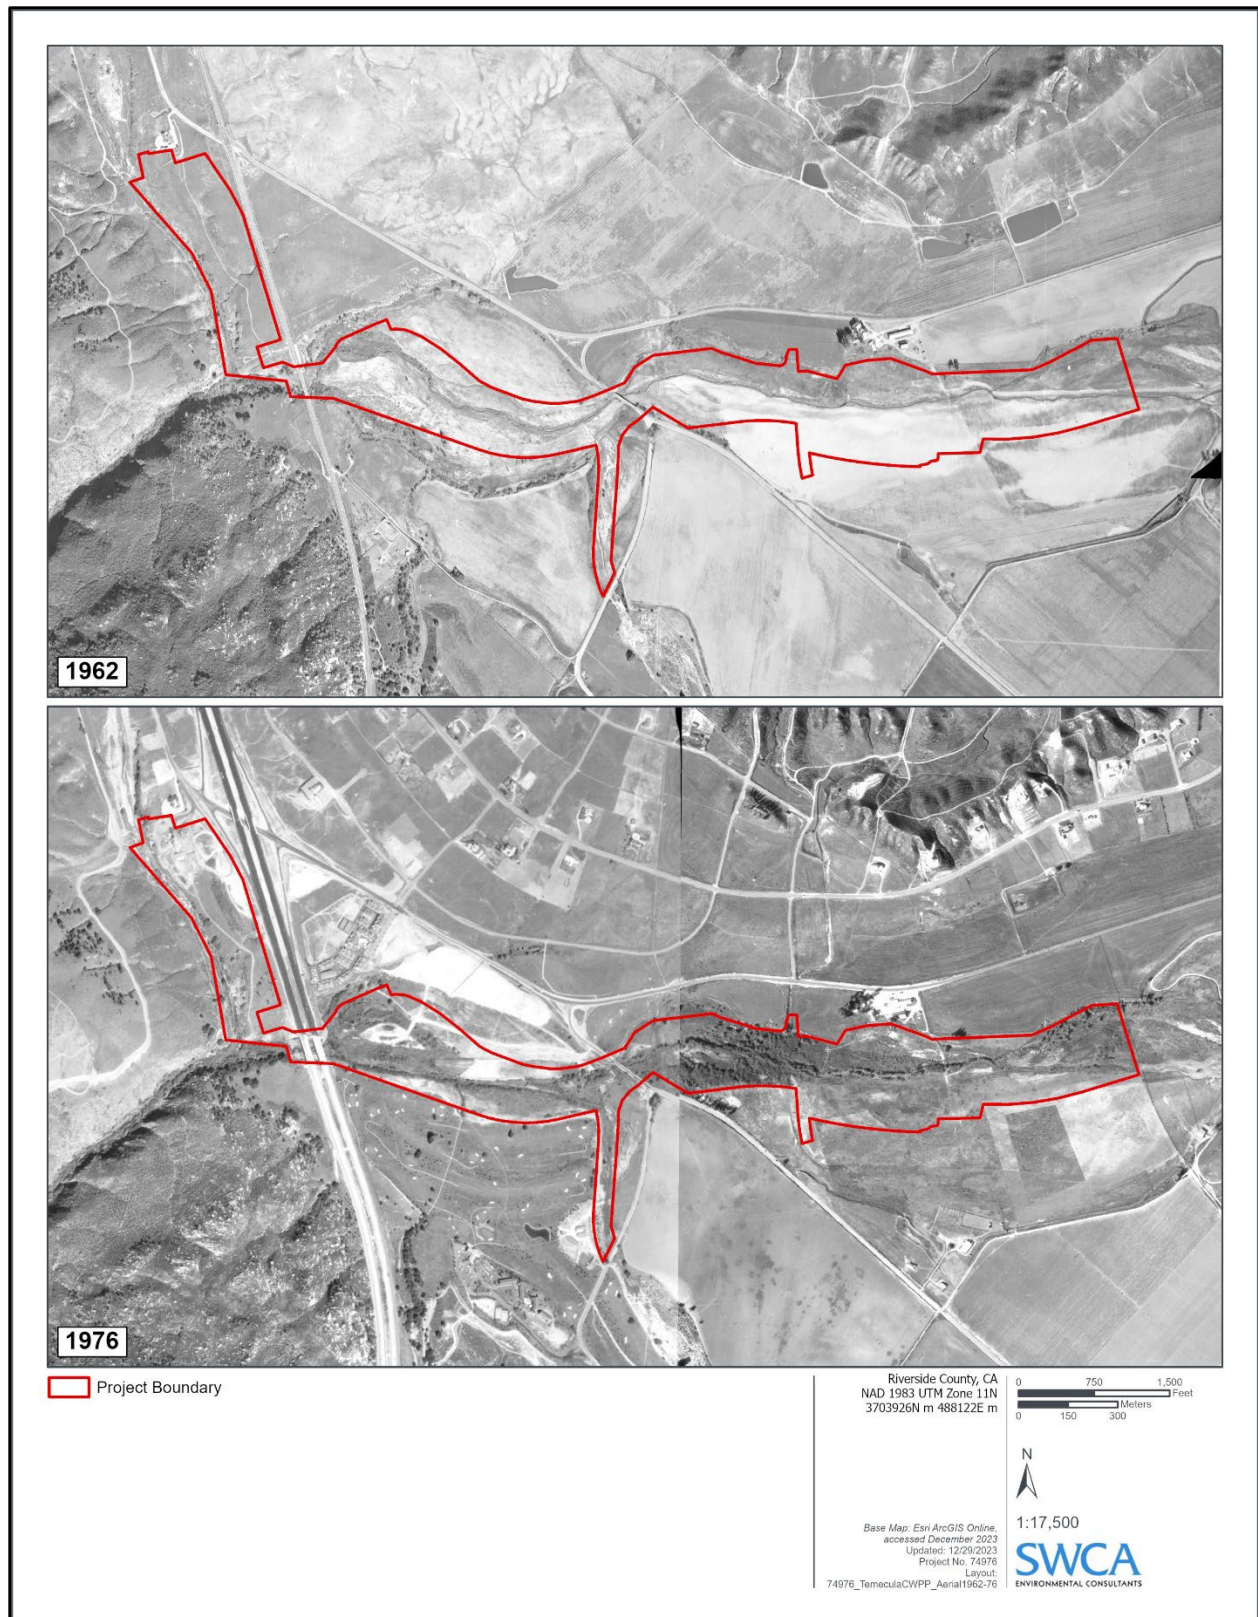 1962
1976
Project Boundary
Riverside County, CA
NAD 1983 UTM Zone 11N
3703926N m 488122E m
0 750 1,500
Feet
Meters
0 150 300
N
1:17,500
Base Map: Esri ArcGIS Online,
accessed December 2023
Updated: 12/29/2023
Project No. 74976
Layout:
74976_TemeculaCWPP_Aerial1962-76
SWCA
ENVIRONMENTAL CONSULTANTS